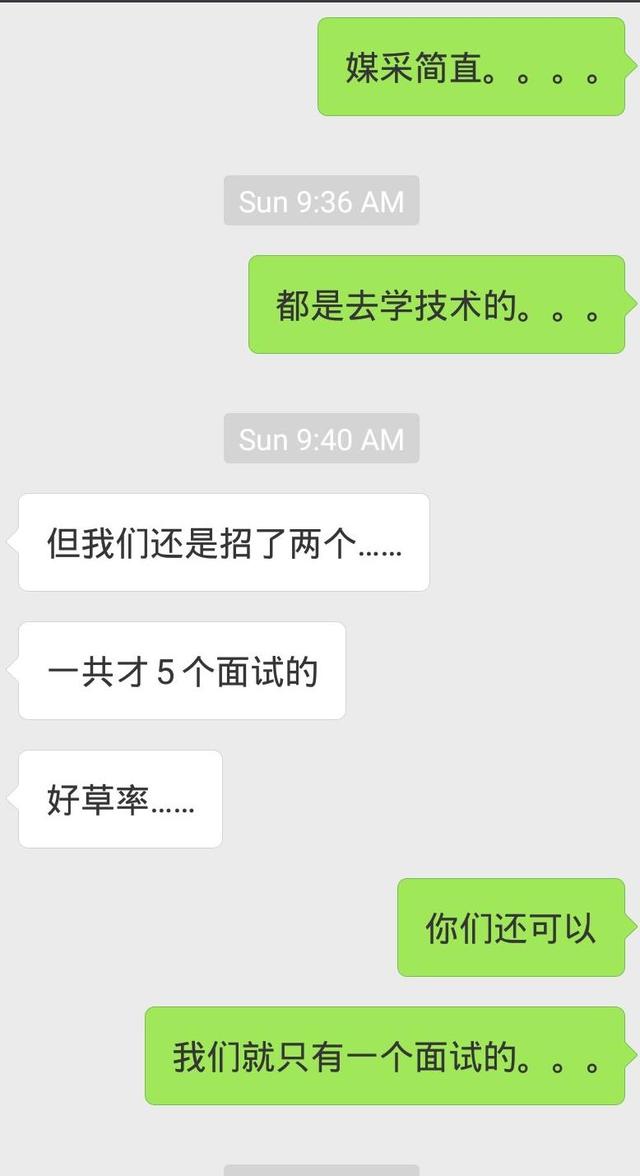 媒采简直。。。。
Sun 9:36 AM
都是去学技术的。。。
Sun 9:40 AM
但我们还是招了两个……
一共才5个面试的
好草率……
你们还可以
我们就只有一个面试的。。。